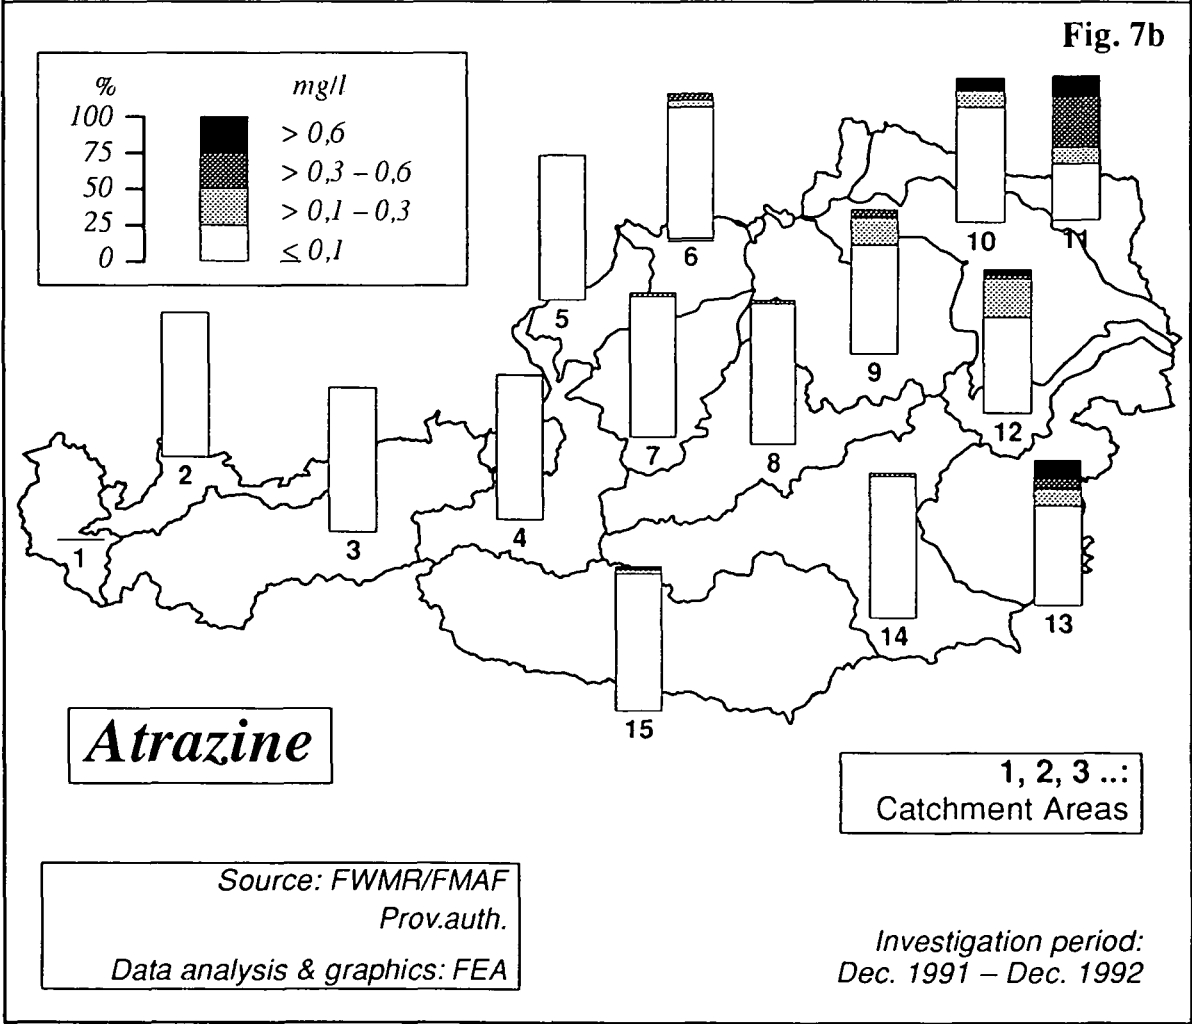 Fig. 7b
% mg/l
100 > 0,6
75 > 0,3 – 0,6
50 > 0,1 – 0,3
25 ≤ 0,1
0
6
10
11
5
9
2
7
8
12
1
3
4
14
13
15
Atrazine
1, 2, 3 ..:
Catchment Areas
Source: FWMR/FMAF
Prov.auth.
Data analysis & graphics: FEA
Investigation period:
Dec. 1991 – Dec. 1992